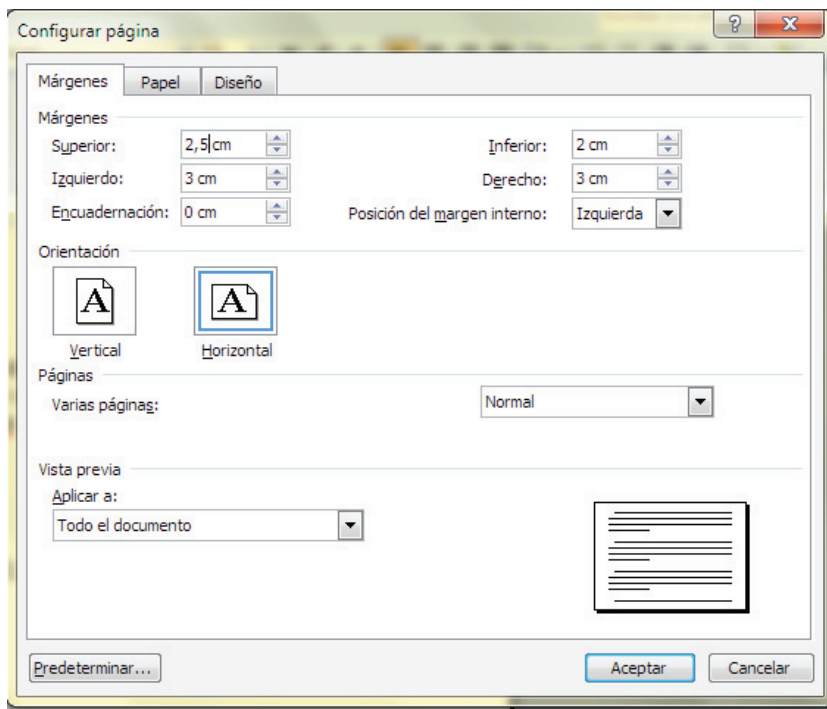 Configurar página
Márgenes Papel Diseño
Márgenes
Superior: 2,5 cm Inferior: 2 cm
Izquierdo: 3 cm Derecho: 3 cm
Encuadernación: 0 cm Posición del margen interno: Izquierda
Orientación
A A
Vertical Horizontal
Páginas
Varias páginas: Normal
Vista previa
Aplicar a:
Todo el documento
Predeterminar... Aceptar Cancelar